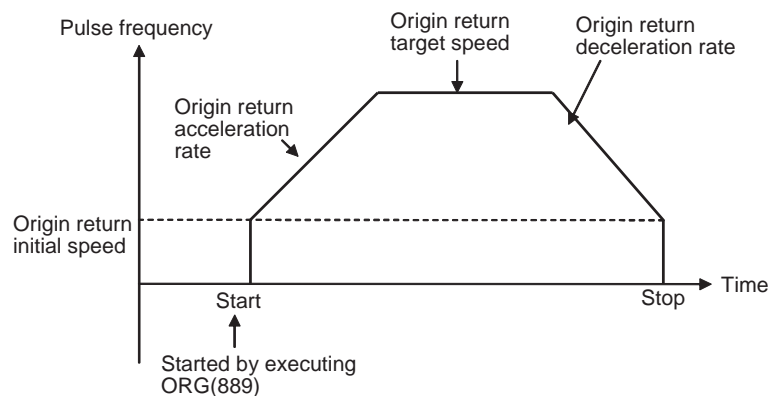 Pulse frequency
Origin return
target speed
Origin return
deceleration rate
Origin return
acceleration
rate
Origin return
initial speed
Start
Stop
Time
Started by executing
ORG(889)